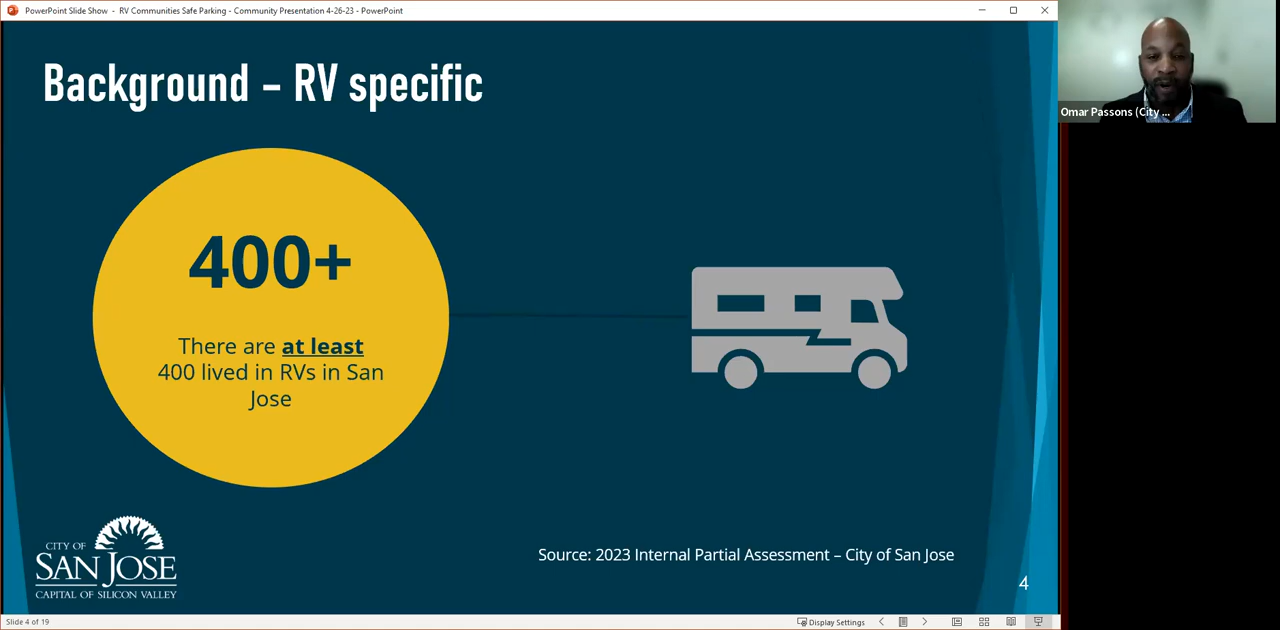 PowerPoint Slide Show - RV Communities Safe Parking - Community Presentation 4-26-23 - PowerPoint
Background – RV specific
Omar Passons (City ...
400+
There are at least
400 lived in RVs in San
Jose
CITY OF
SAN JOSE
CAPITAL OF SILICON VALLEY
Source: 2023 Internal Partial Assessment – City of San Jose
4
Slide 4 of 19
Display Settings